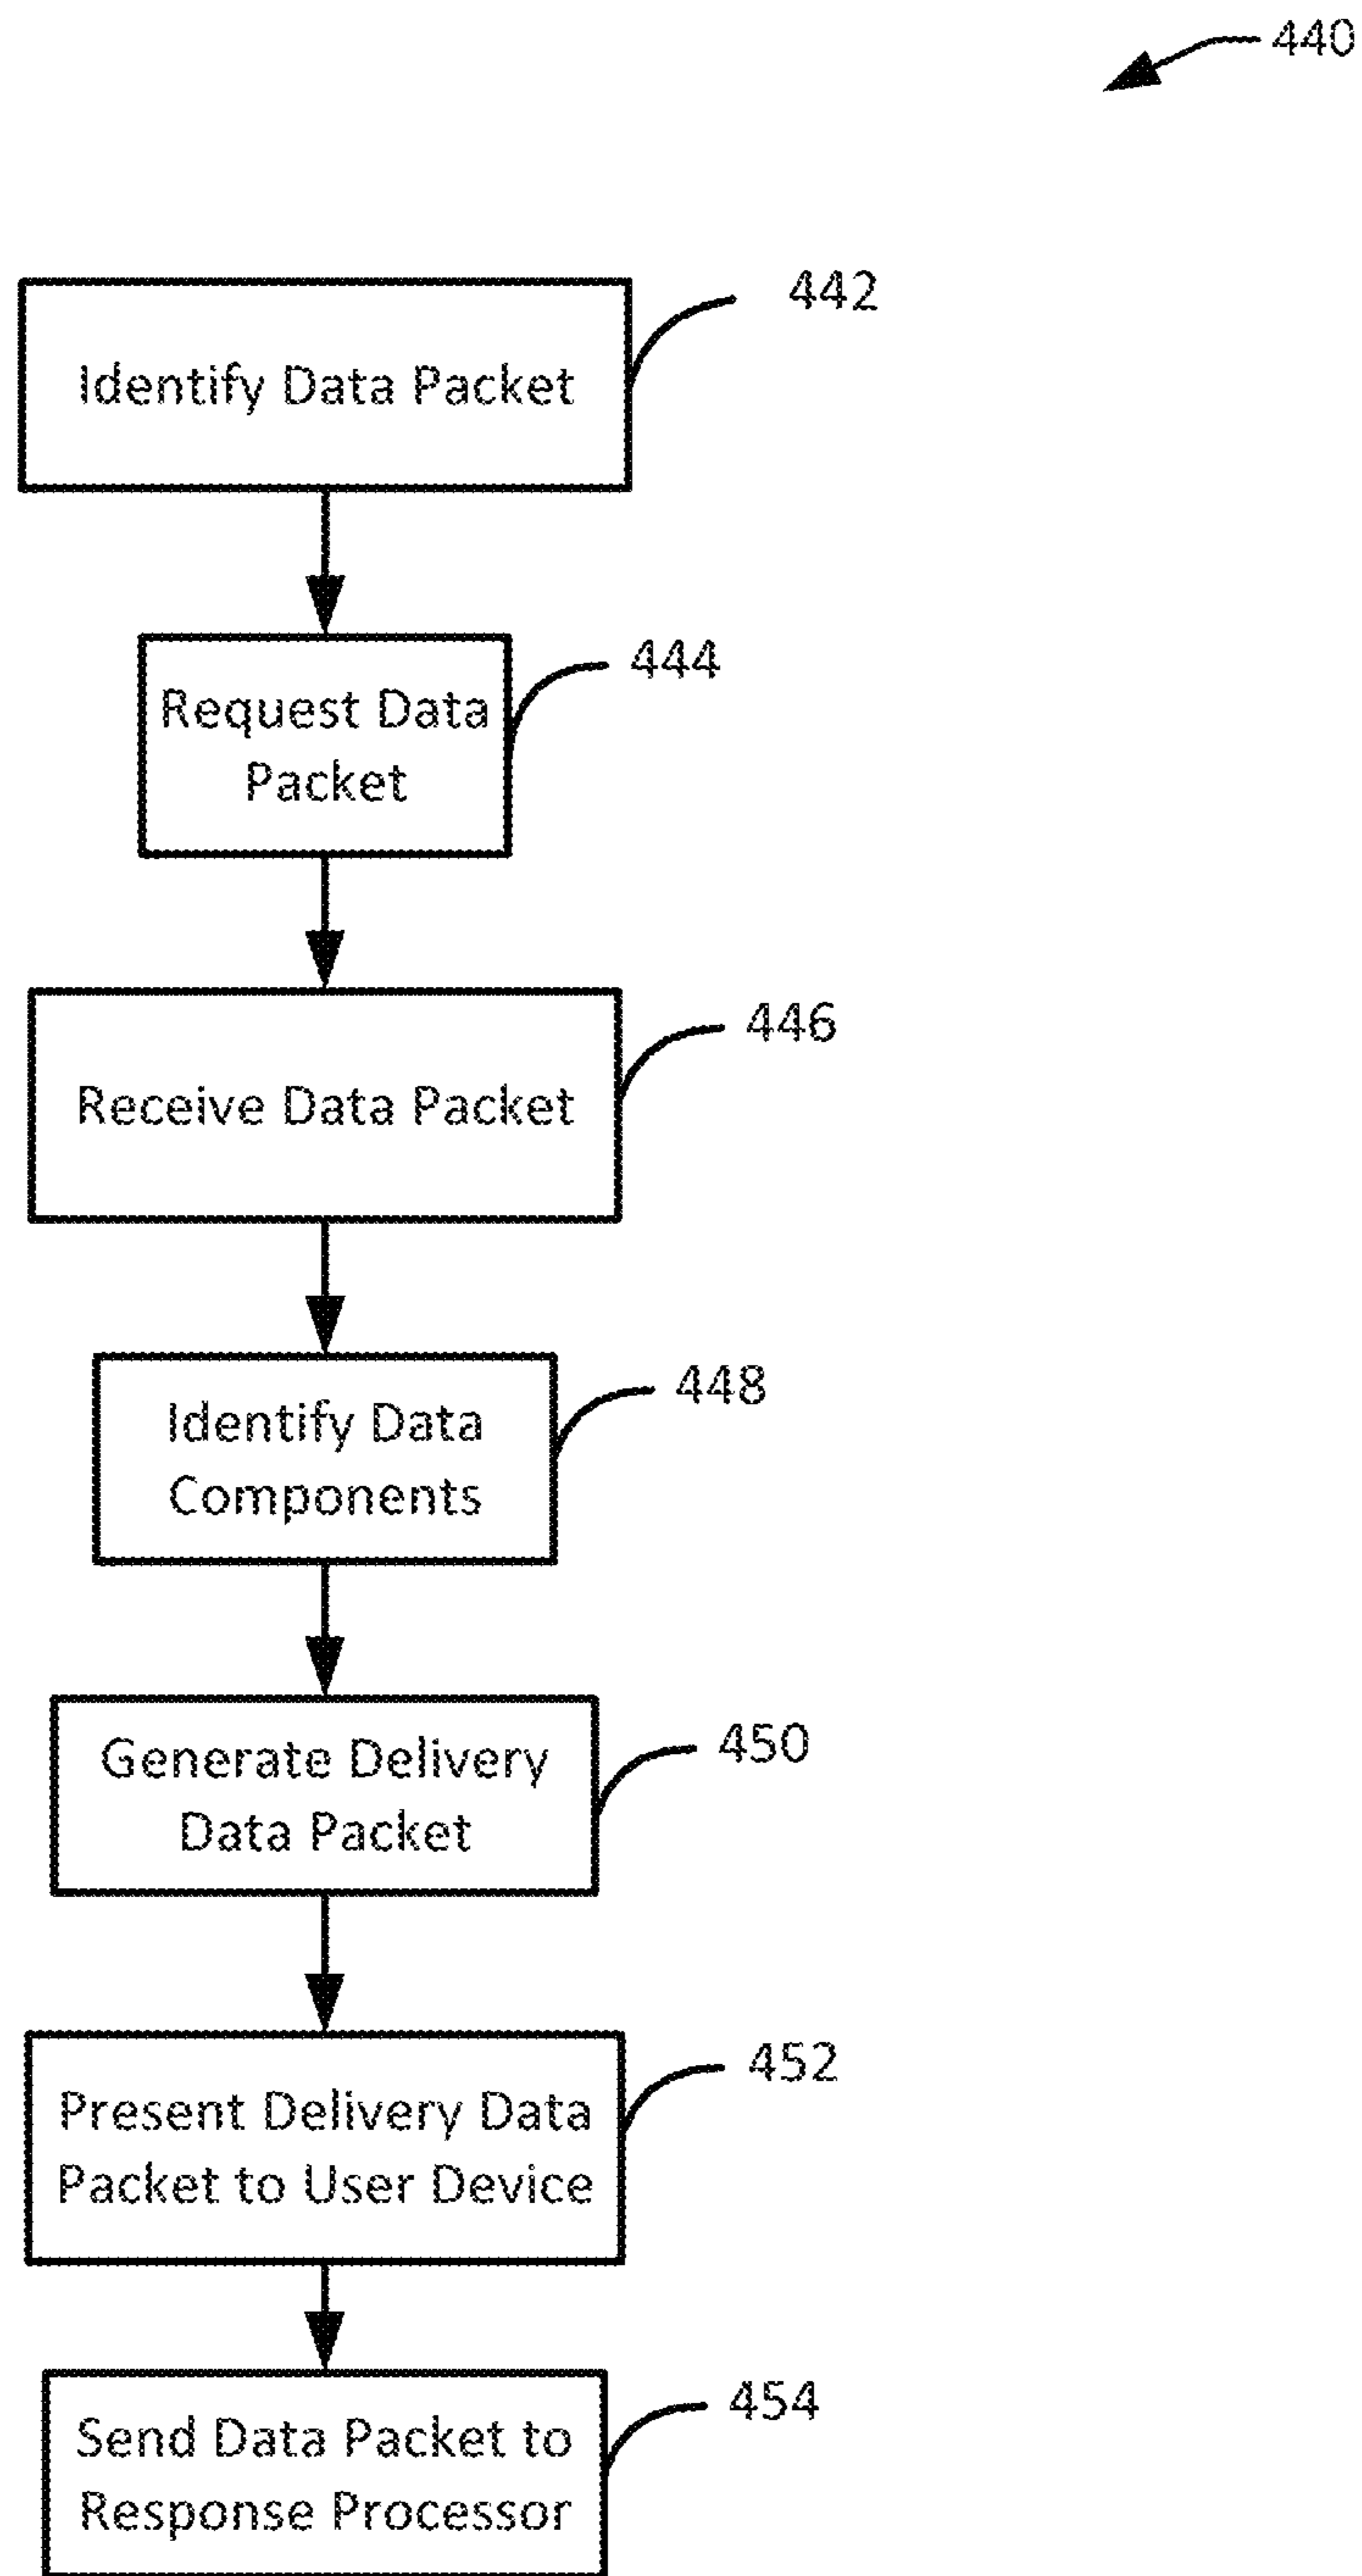 440
442
Identify Data Packet
444
Request Data
Packet
446
Receive Data Packet
448
Identify Data
Components
450
Generate Delivery
Data Packet
452
Present Delivery Data
Packet to User Device
454
Send Data Packet to
Response Processor